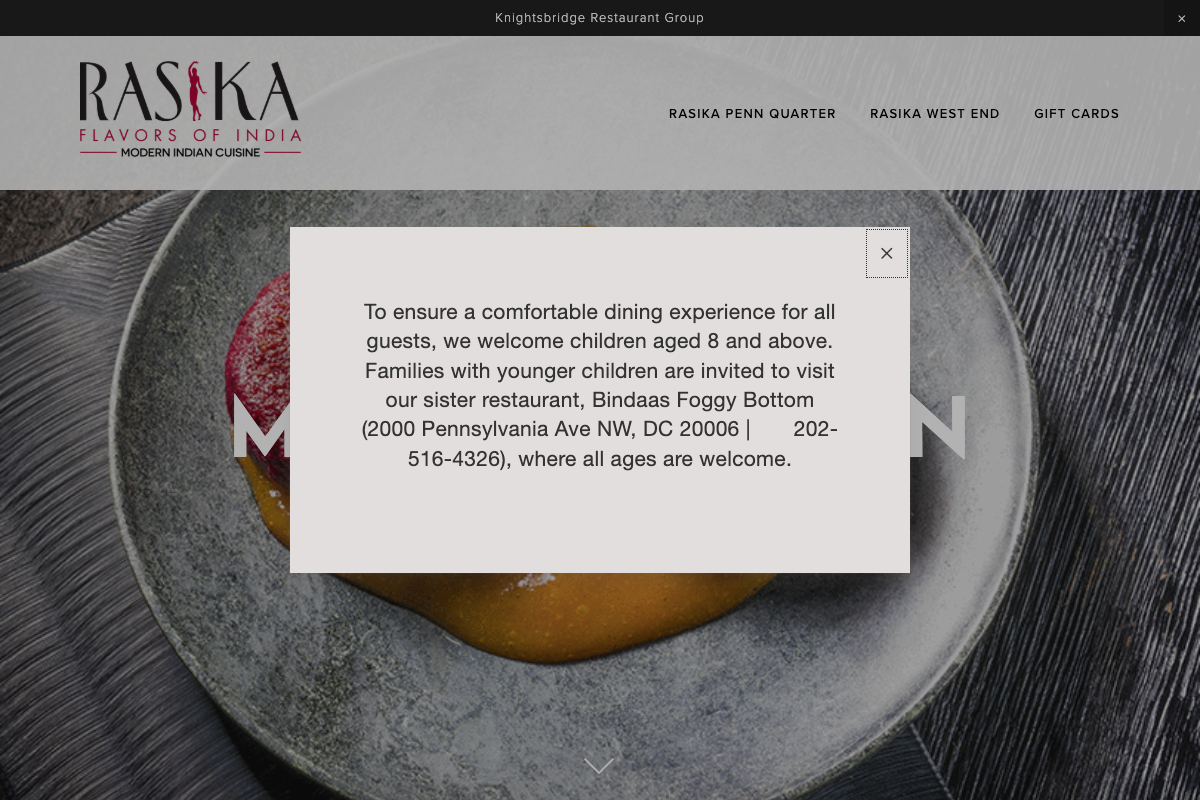 Knightsbridge Restaurant Group
×
RASIKA
FLAVORS OF INDIA
MODERN INDIAN CUISINE
RASIKA PENN QUARTER
RASIKA WEST END
GIFT CARDS
To ensure a comfortable dining experience for all
guests, we welcome children aged 8 and above.
Families with younger children are invited to visit
our sister restaurant, Bindaas Foggy Bottom
(2000 Pennsylvania Ave NW, DC 20006 | 202-
516-4326), where all ages are welcome.